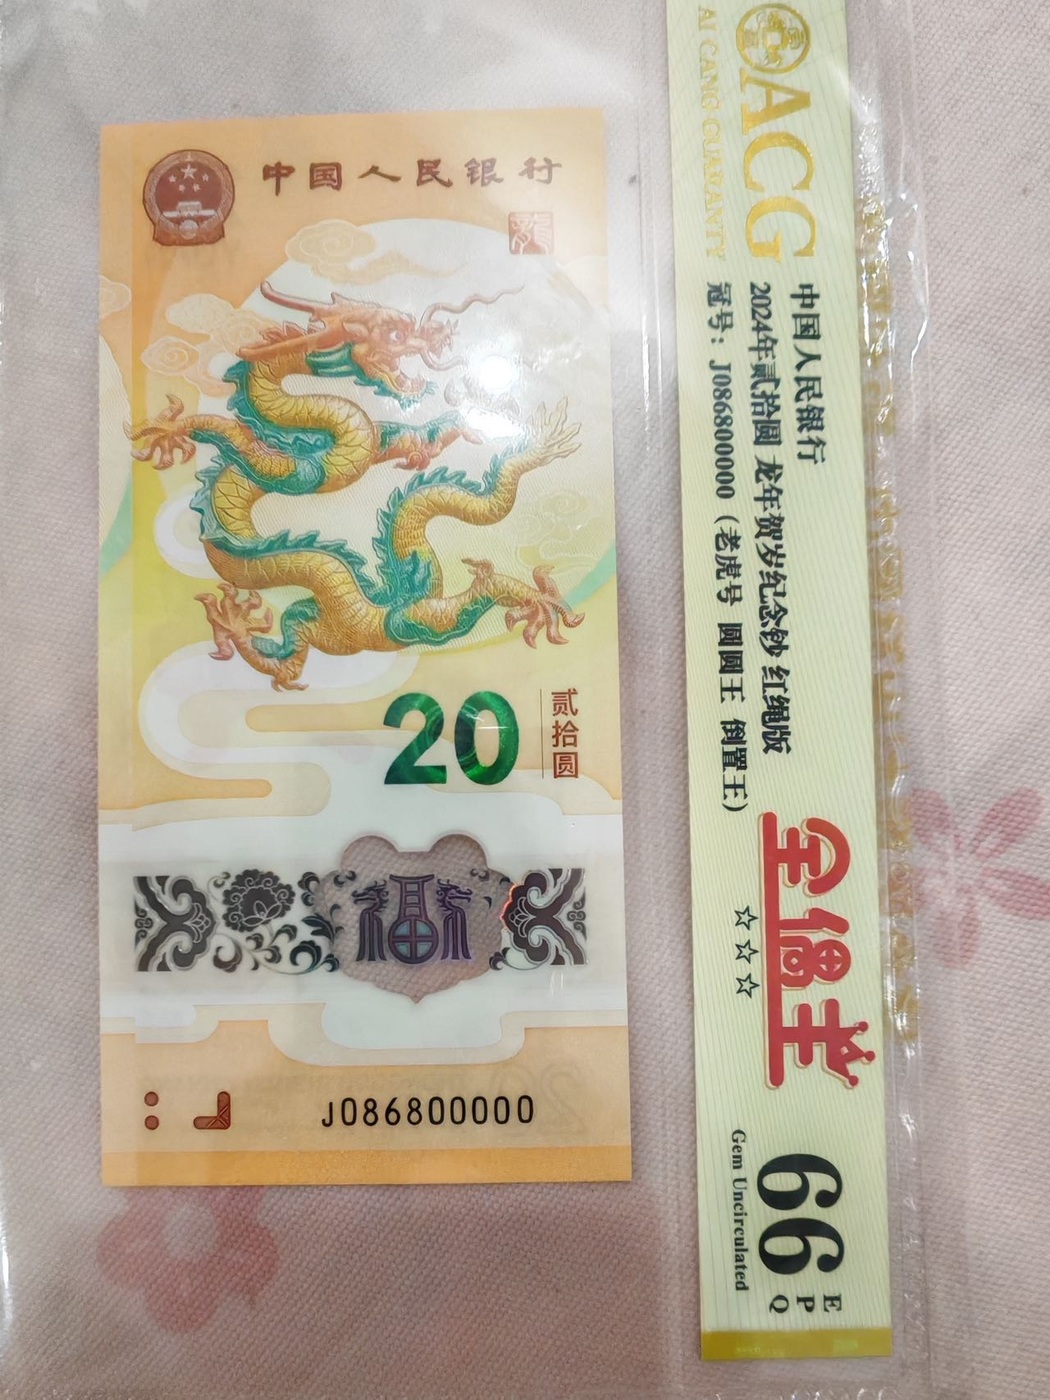 中国人民银行
龍
20
贰拾圆
福
J086800000
ACG
AI CANG GUARANTY
中国人民银行
2024年贰拾圆 龙年贺岁纪念钞 红绳版
冠号：J086800000（老虎号 圆圆王 倒置王）
全德王
☆☆☆
66
EPQ
Gem Uncirculated